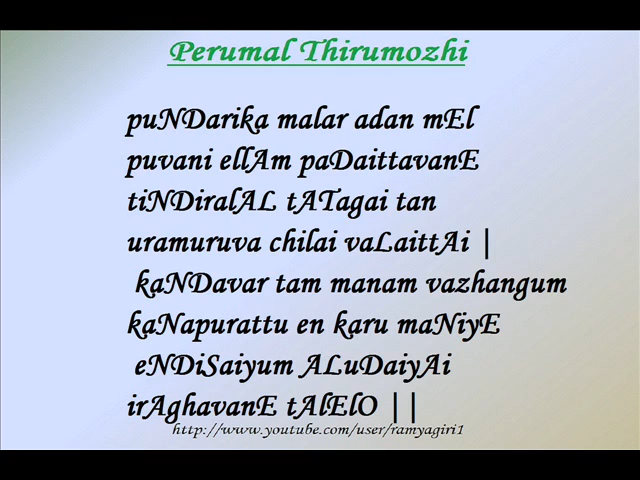 Perumal Thirumozhi
puNDarika malar adan mEl
puvani ellAm paDaittavanE
tiNDiralAL tATagai tan
uramuruva chilai vaLaittAi |
kaNDavar tam manam vazhangum
kaNapurattu en karu maNiyE
eNDiSaiyum ALuDaiyAi
irAghavanE tAlElO ||
http://www.youtube.com/user/ramyagiri1